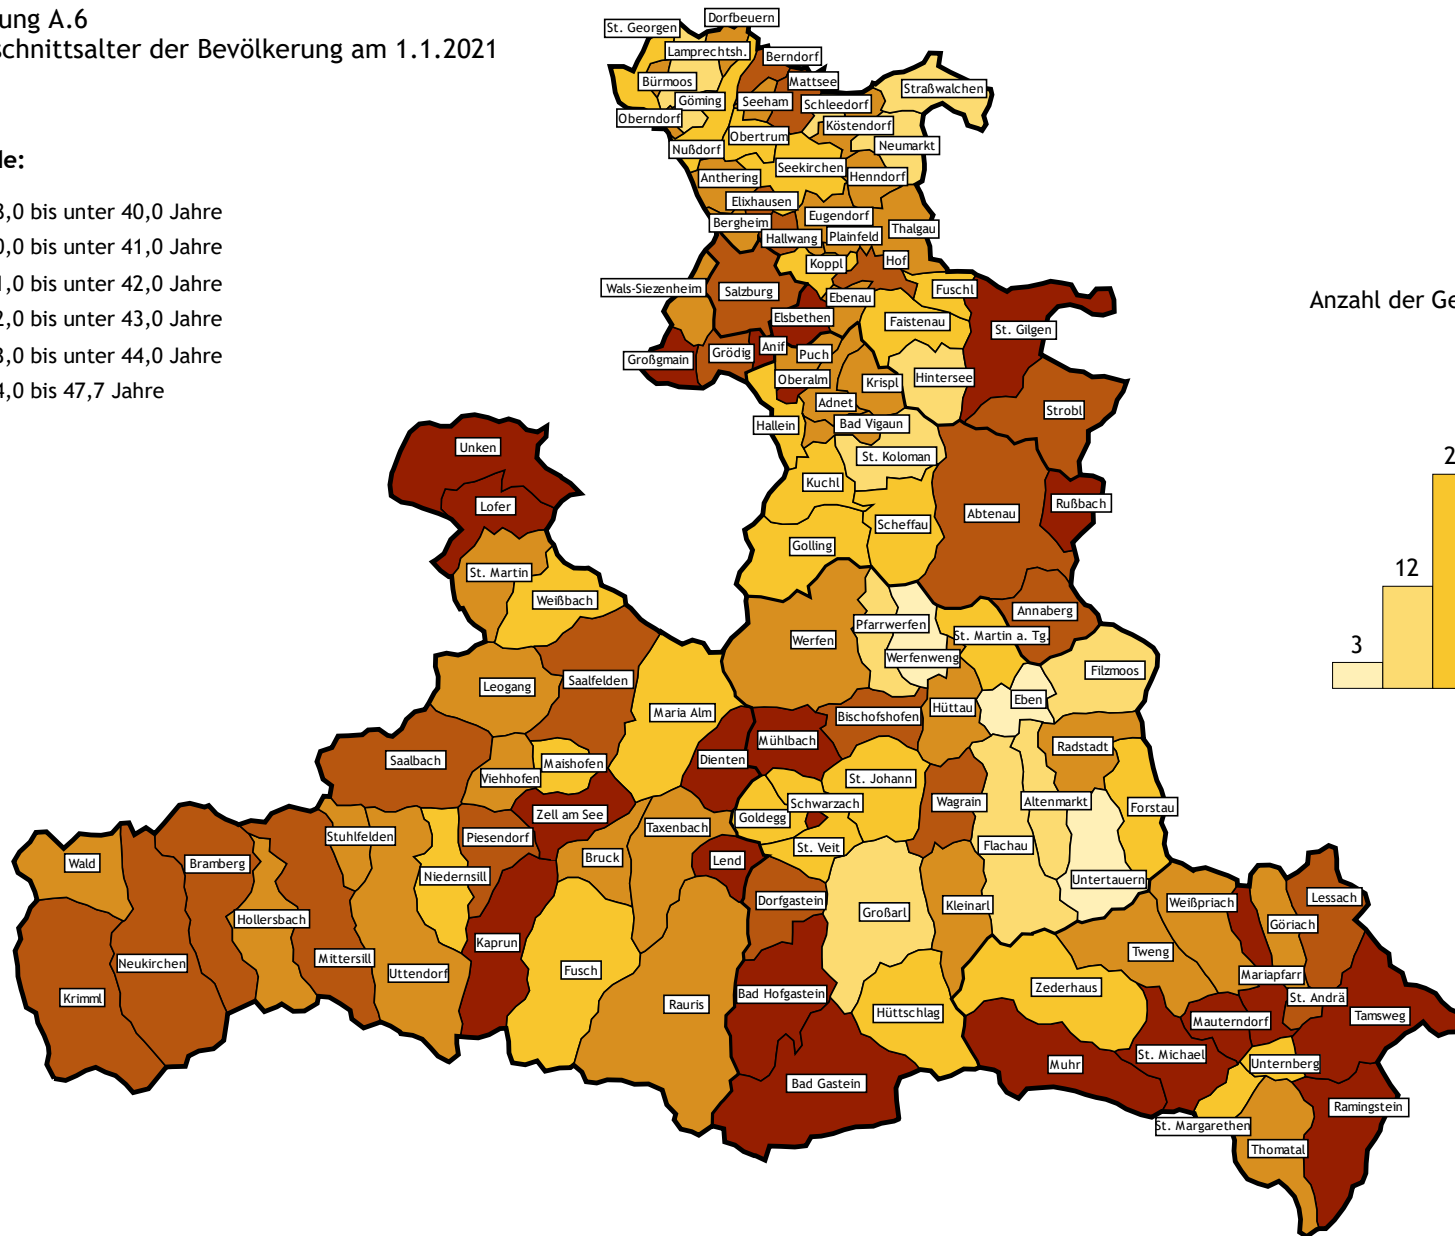 ung A.6
schnittsalter der Bevölkerung am 1.1.2021
de:
3,0 bis unter 40,0 Jahre
0,0 bis unter 41,0 Jahre
1,0 bis unter 42,0 Jahre
2,0 bis unter 43,0 Jahre
3,0 bis unter 44,0 Jahre
4,0 bis 47,7 Jahre
Anzahl der Ge
3
12
2
Dorfbeuern
St. Georgen
Lamprechtsh.
Berndorf
Bürmoos
Mattsee
Straßwalchen
Göming
Seeham
Schleedorf
Oberndorf
Köstendorf
Obertrum
Neumarkt
Nußdorf
Seekirchen
Anthering
Henndorf
Elixhausen
Eugendorf
Bergheim
Thalgau
Hallwang
Plainfeld
Koppl
Hof
Wals-Siezenheim
Salzburg
Fuschl
Ebenau
Elsbethen
Faistenau
St. Gilgen
Großgmain
Grödig
Anif
Puch
Oberalm
Krispl
Hintersee
Adnet
Strobl
Hallein
Bad Vigaun
Unken
St. Koloman
Kuchl
Lofer
Rußbach
Abtenau
Scheffau
Golling
St. Martin
Weißbach
Annaberg
Pfarrwerfen
Werfen
St. Martin a. Tg.
Werfenweng
Filzmoos
Saalfelden
Leogang
Eben
Hüttau
Maria Alm
Bischofshofen
Mühlbach
Radstadt
Saalbach
Dienten
Maishofen
Viehhofen
St. Johann
Schwarzach
Wagrain
Altenmarkt
Forstau
Zell am See
Goldegg
Taxenbach
Stuhlfelden
Piesendorf
Flachau
St. Veit
Wald
Bramberg
Bruck
Lend
Niedernsill
Untertauern
Lessach
Dorfgastein
Weißpriach
Kleinarl
Großarl
Hollersbach
Göriach
Kaprun
Tweng
Mittersill
Neukirchen
Uttendorf
Fusch
Mariapfarr
Zederhaus
Bad Hofgastein
Krimml
St. Andrä
Rauris
Hüttschlag
Tamsweg
Mauterndorf
St. Michael
Muhr
Unternberg
Bad Gastein
Ramingstein
St. Margarethen
Thomatal